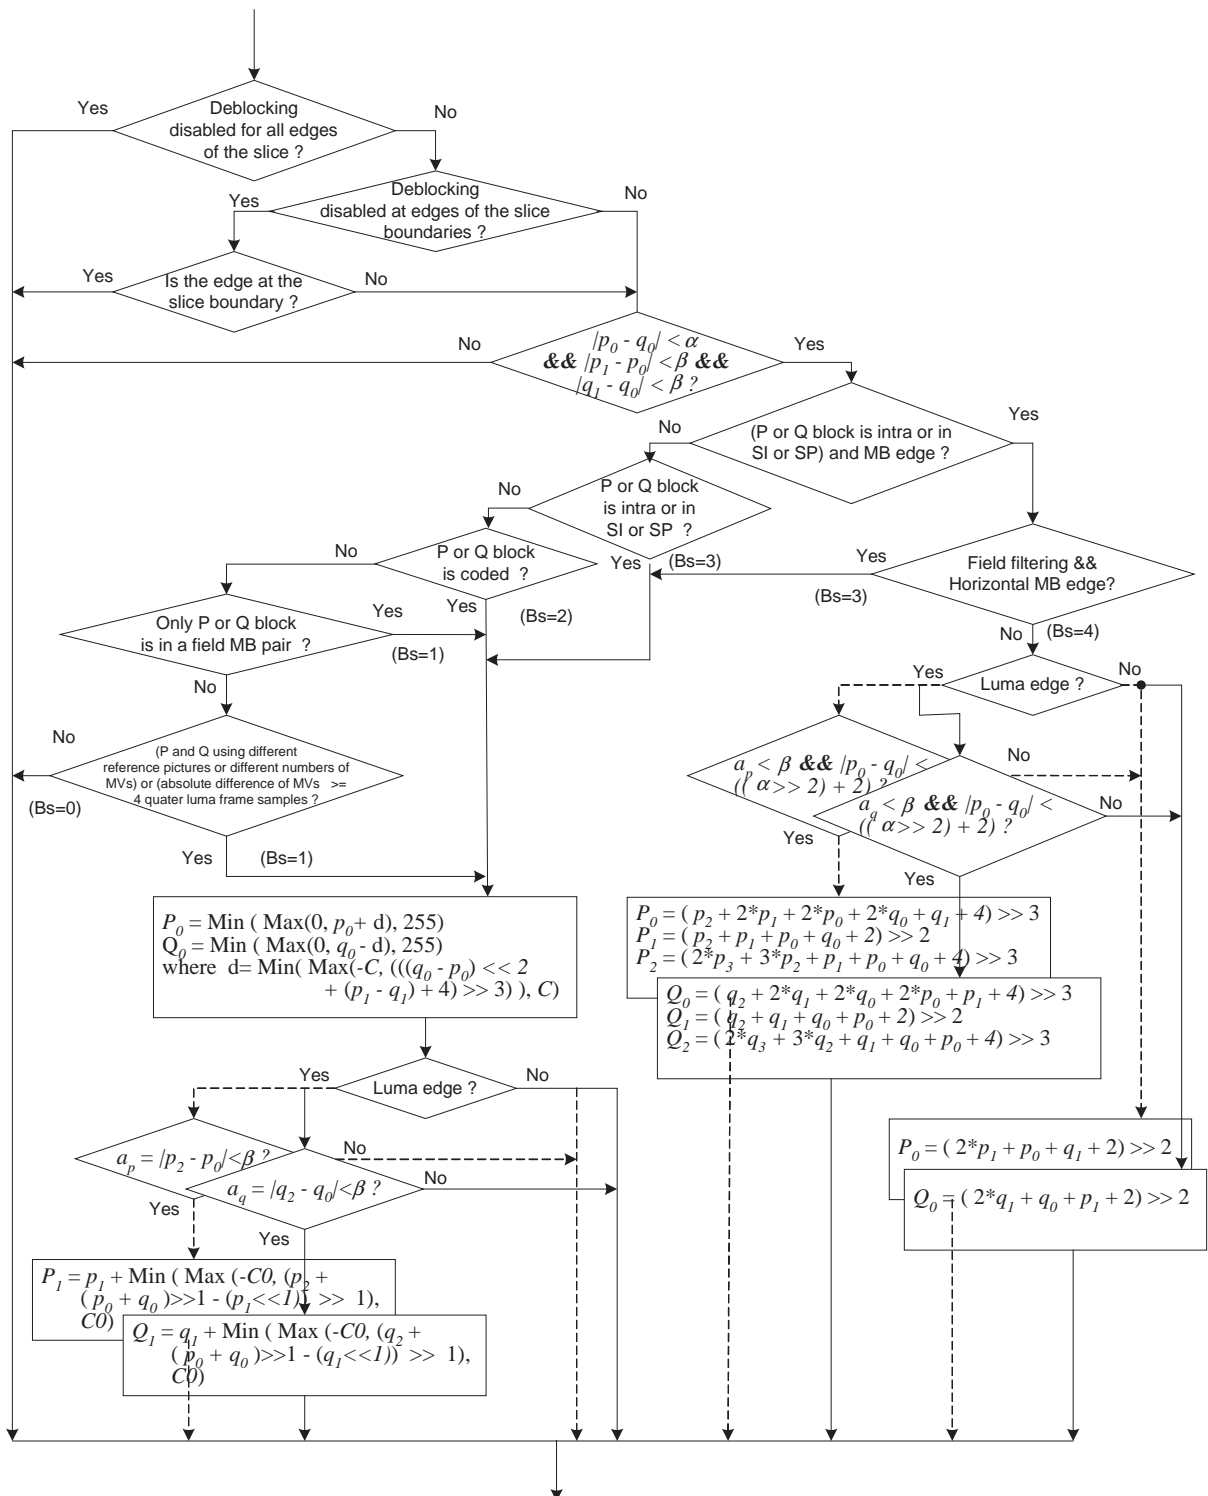 Yes
Deblocking
disabled for all edges
of the slice ?
No
Yes
Deblocking
disabled at edges of the slice
boundaries ?
No
Yes
Is the edge at the
slice boundary ?
No
No
|p0 - q0| < α
&& |p1 - p0| < β &&
|q1 - q0| < β ?
Yes
No
(P or Q block is intra or in
SI or SP) and MB edge ?
Yes
No
P or Q block
is intra or in
SI or SP ?
Yes
(Bs=3)
No
P or Q block
is coded ?
Yes
(Bs=2)
Yes
Field filtering &&
Horizontal MB edge?
(Bs=3)
No
(Bs=4)
Only P or Q block
is in a field MB pair ?
Yes
(Bs=1)
No
Yes
Luma edge ?
No
No
(P and Q using different
reference pictures or different numbers of
MVs) or (absolute difference of MVs >=
4 quater luma frame samples ?
(Bs=0)
Yes
(Bs=1)
ap < β && |p0 - q0| <
(( α>> 2) + 2) ?
No
Yes
aq < β && |p0 - q0| <
(( α>> 2) + 2) ?
No
Yes
P0 = Min ( Max(0, p0+ d), 255)
Q0 = Min ( Max(0, q0 - d), 255)
where d= Min( Max(-C, (((q0 - p0) << 2
+ (p1 - q1) + 4) >> 3) ), C)
P0 = ( p2 + 2*p1 + 2*p0 + 2*q0 + q1 + 4) >> 3
P1 = ( p2 + p1 + p0 + q0 + 2) >> 2
P2 = ( 2*p3 + 3*p2 + p1 + p0 + q0 + 4) >> 3
Q0 = ( q2 + 2*q1 + 2*q0 + 2*p0 + p1 + 4) >> 3
Q1 = ( q2 + q1 + q0 + p0 + 2) >> 2
Q2 = ( 2*q3 + 3*q2 + q1 + q0 + p0 + 4) >> 3
Yes
Luma edge ?
No
ap = |p2 - p0| < β ?
No
Yes
aq = |q2 - q0| < β ?
No
Yes
P0 = ( 2*p1 + p0 + q1 + 2) >> 2
Q0 = ( 2*q1 + q0 + p1 + 2) >> 2
P1 = p1 + Min ( Max (-C0, (p2 +
( p0 + q0 )>>1 - (p1<<1)) >> 1),
C0)
Q1 = q1 + Min ( Max (-C0, (q2 +
( p0 + q0 )>>1 - (q1<<1)) >> 1),
C0)